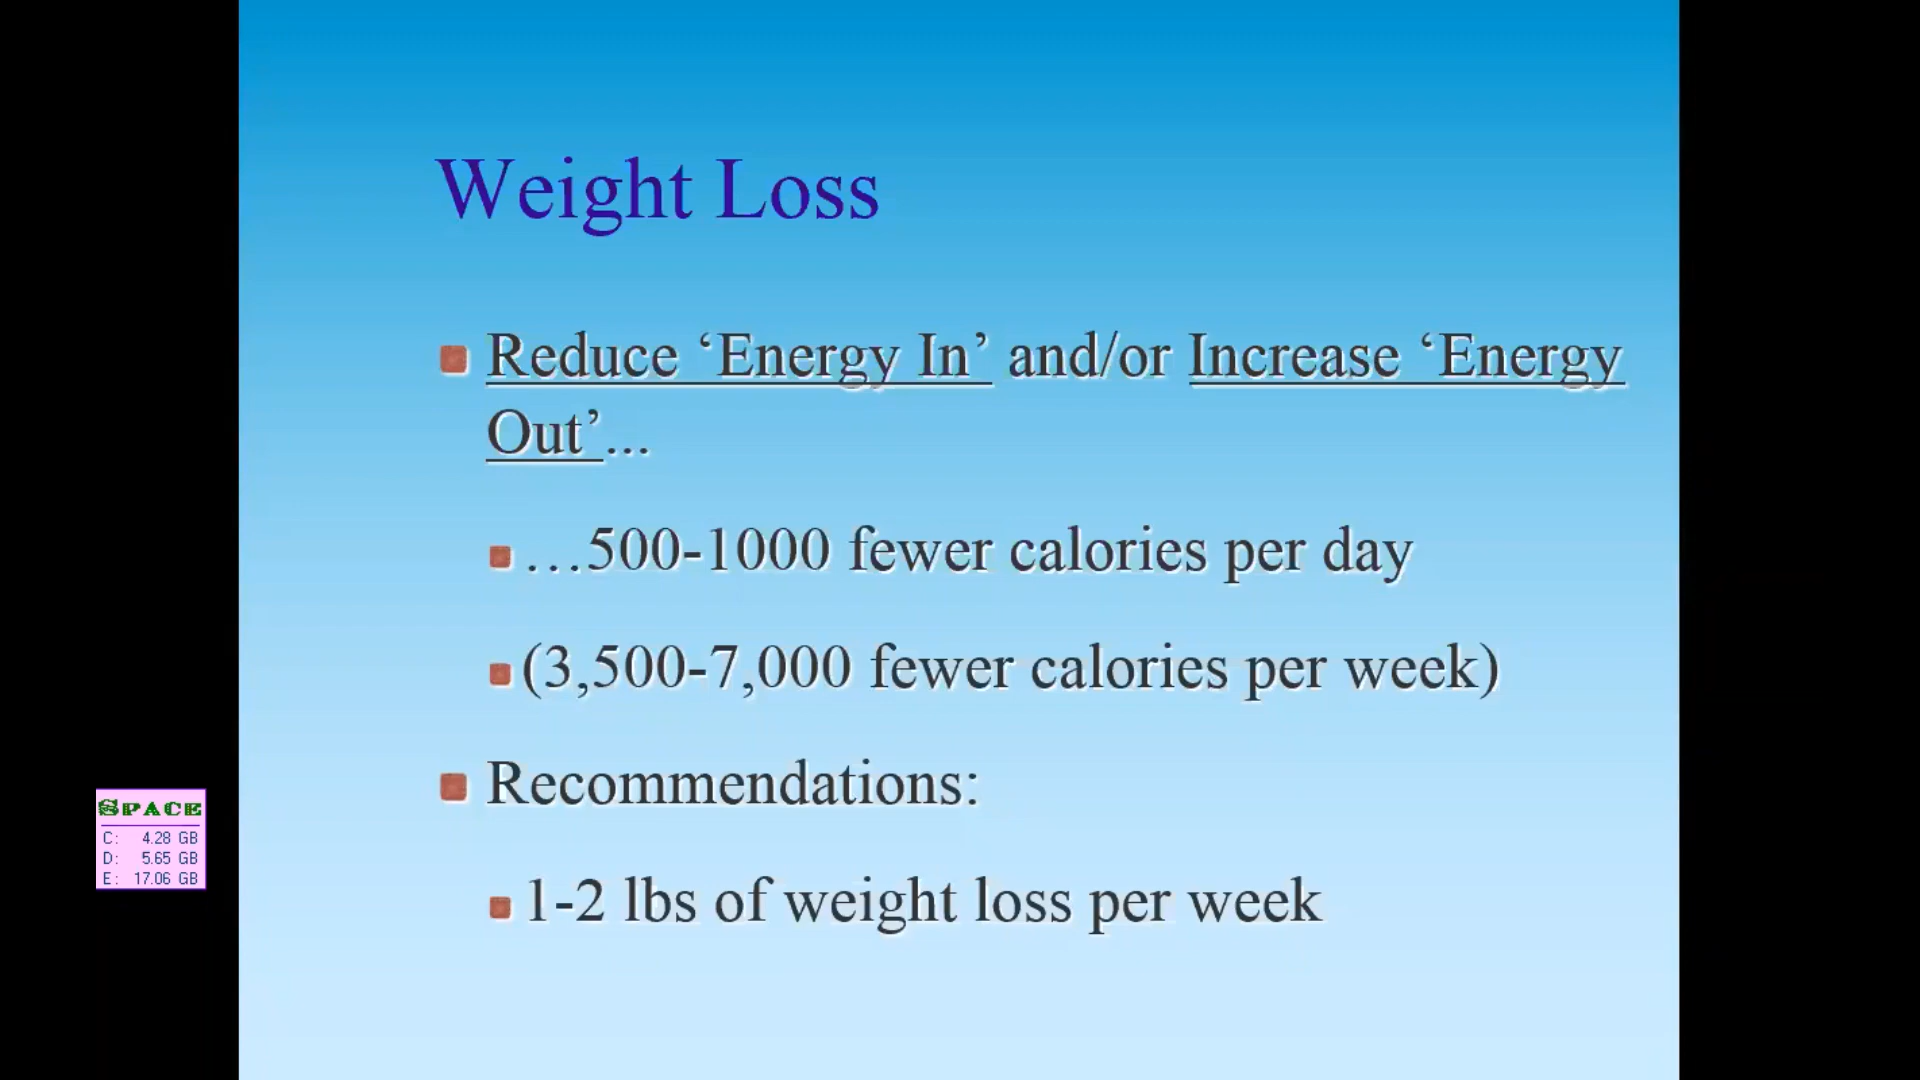 Weight Loss
Reduce ‘Energy In’ and/or Increase ‘Energy
Out’...
…500-1000 fewer calories per day
(3,500-7,000 fewer calories per week)
Recommendations:
1-2 lbs of weight loss per week
SPACE
C: 4.28 GB
D: 5.65 GB
E: 17.06 GB